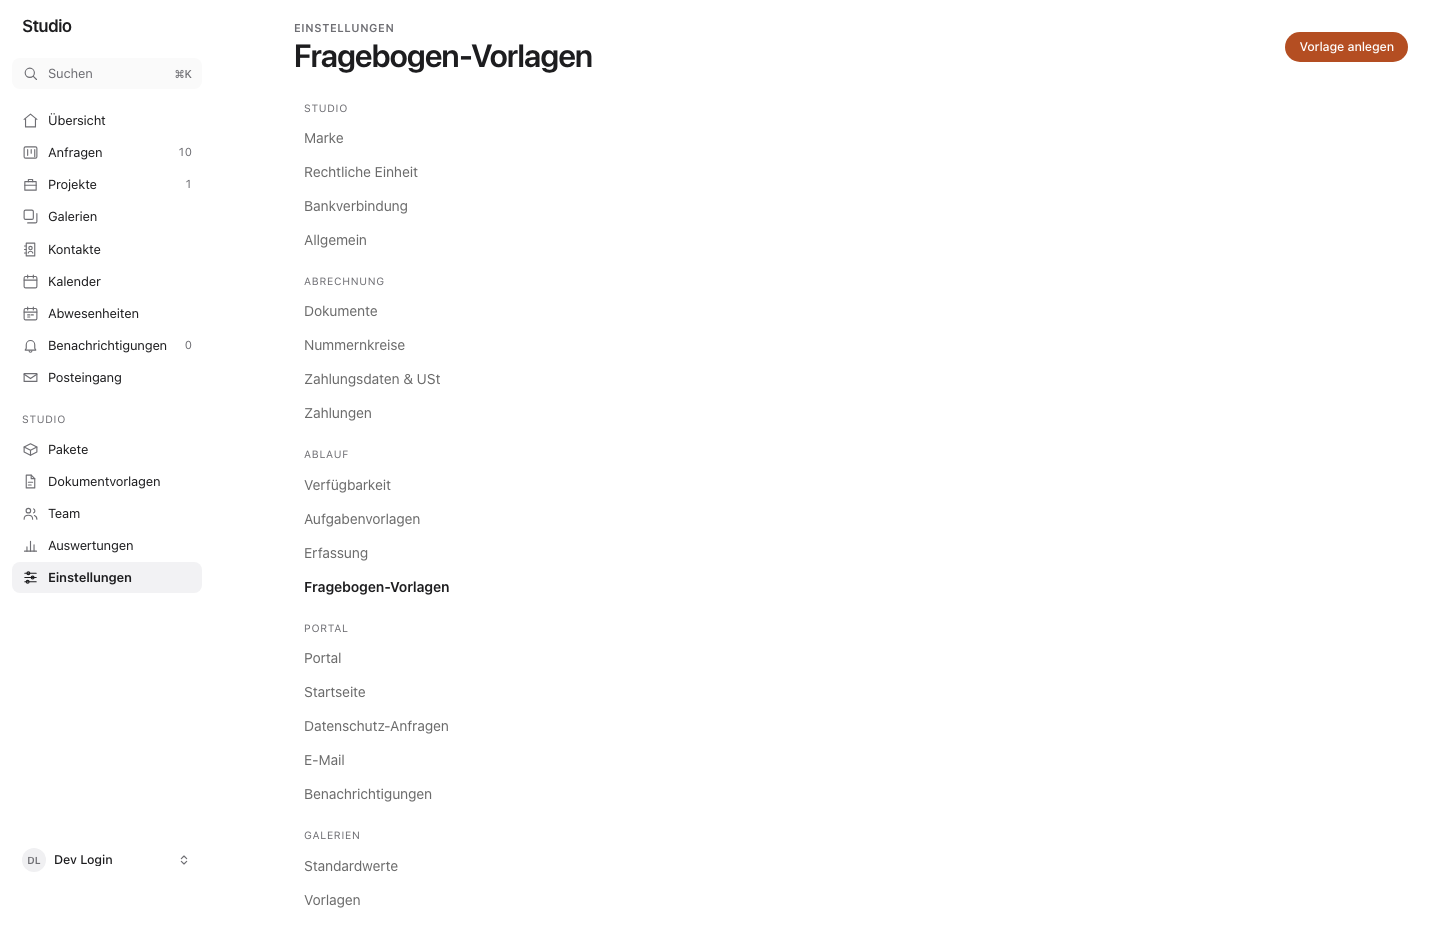 Studio
Suchen ⌘K
Übersicht
Anfragen 10
Projekte 1
Galerien
Kontakte
Kalender
Abwesenheiten
Benachrichtigungen 0
Posteingang
STUDIO
Pakete
Dokumentvorlagen
Team
Auswertungen
Einstellungen
DL Dev Login
EINSTELLUNGEN
Fragebogen-Vorlagen
Vorlage anlegen
STUDIO
Marke
Rechtliche Einheit
Bankverbindung
Allgemein
ABRECHNUNG
Dokumente
Nummernkreise
Zahlungsdaten & USt
Zahlungen
ABLAUF
Verfügbarkeit
Aufgabenvorlagen
Erfassung
Fragebogen-Vorlagen
PORTAL
Portal
Startseite
Datenschutz-Anfragen
E-Mail
Benachrichtigungen
GALERIEN
Standardwerte
Vorlagen